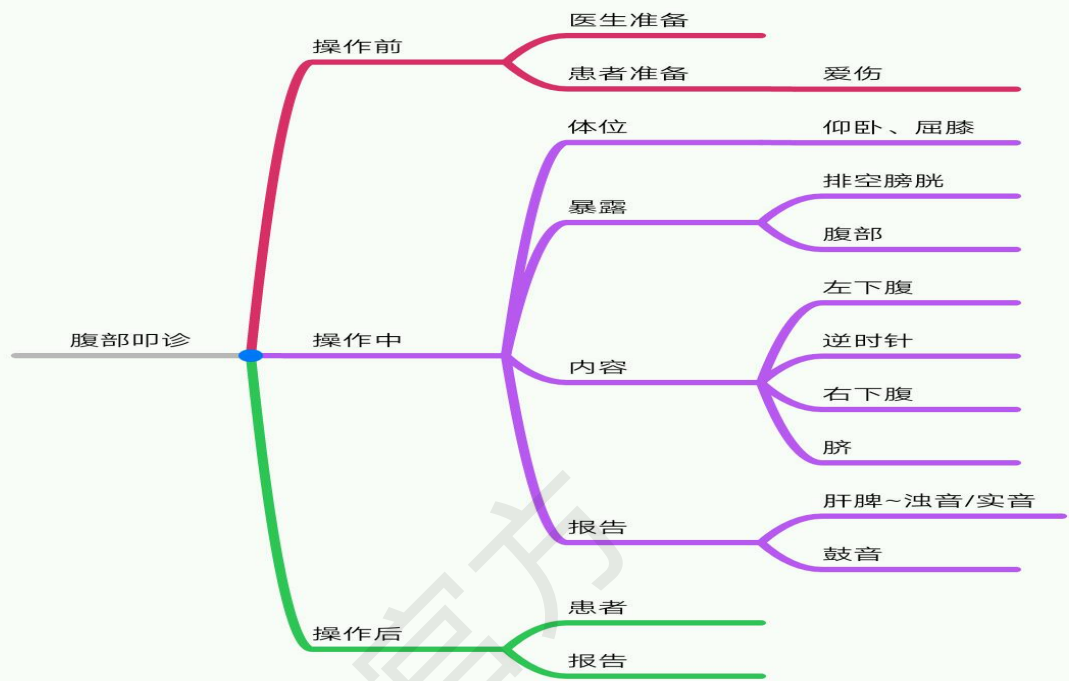 腹部叩诊
操作前
医生准备
患者准备
爱伤
操作中
体位
仰卧、屈膝
暴露
排空膀胱
腹部
内容
左下腹
逆时针
右下腹
脐
报告
肝脾~浊音/实音
鼓音
操作后
患者
报告
官方